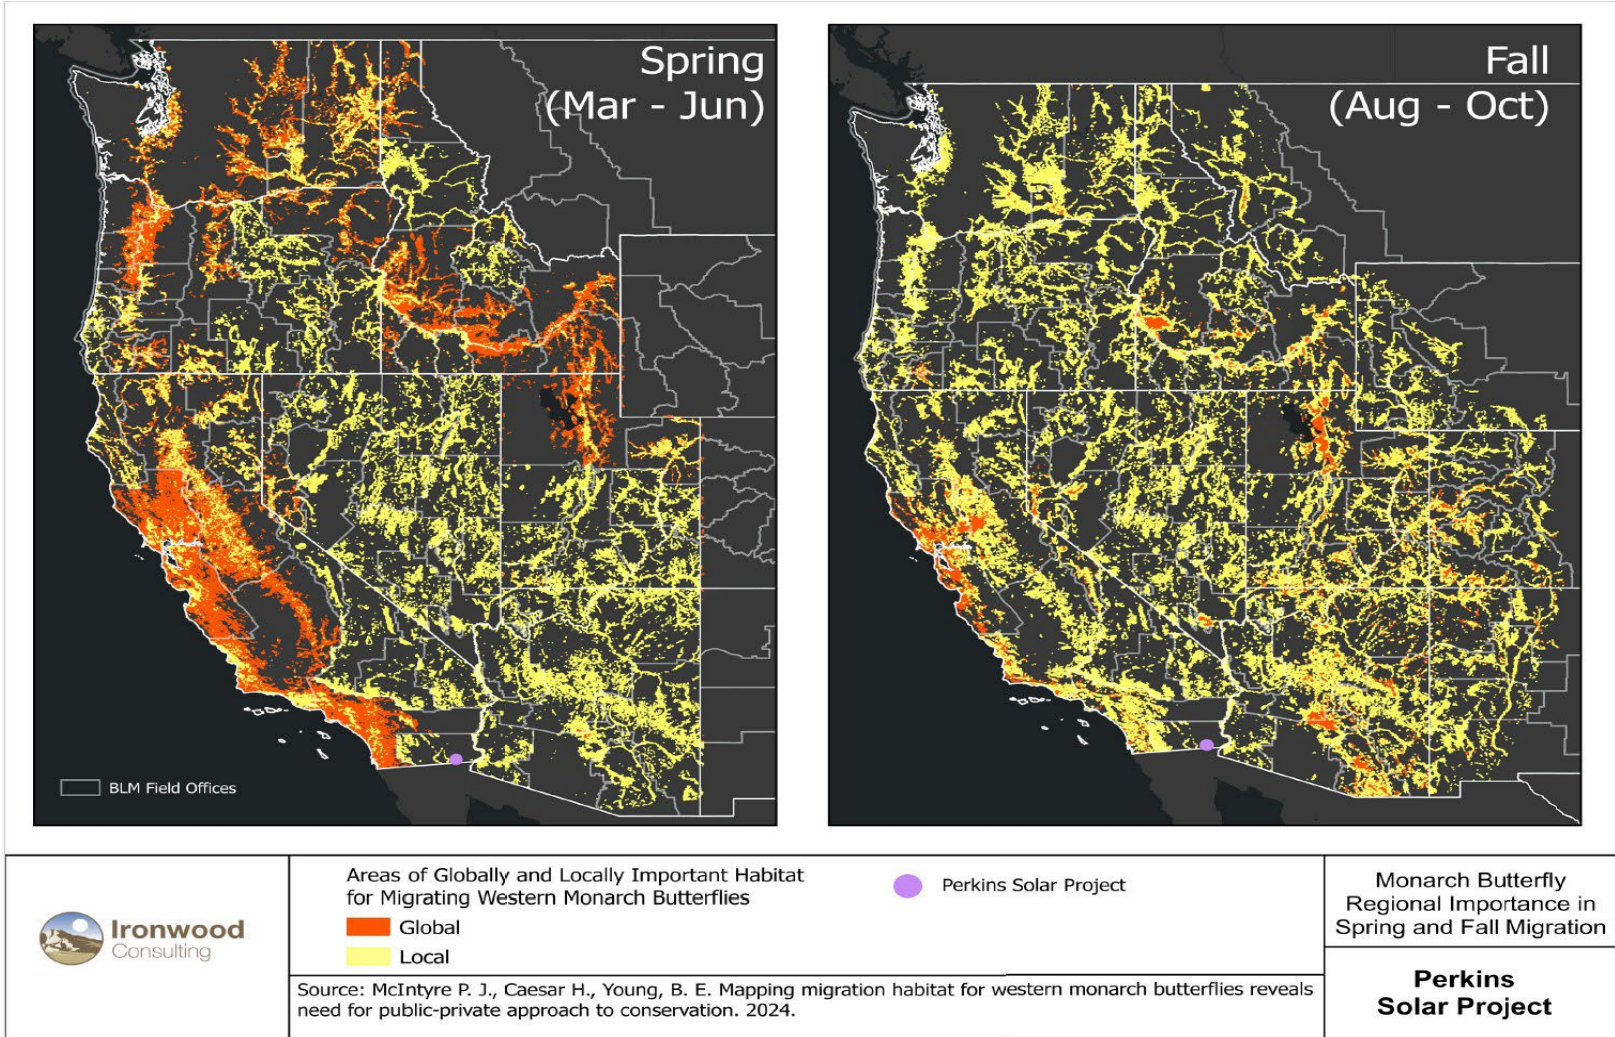 Spring
(Mar - Jun)
Fall
(Aug - Oct)
BLM Field Offices
Ironwood
Consulting
Areas of Globally and Locally Important Habitat
for Migrating Western Monarch Butterflies
Global
Local
Perkins Solar Project
Source: McIntyre P. J., Caesar H., Young, B. E. Mapping migration habitat for western monarch butterflies reveals
need for public-private approach to conservation. 2024.
Monarch Butterfly
Regional Importance in
Spring and Fall Migration
Perkins
Solar Project